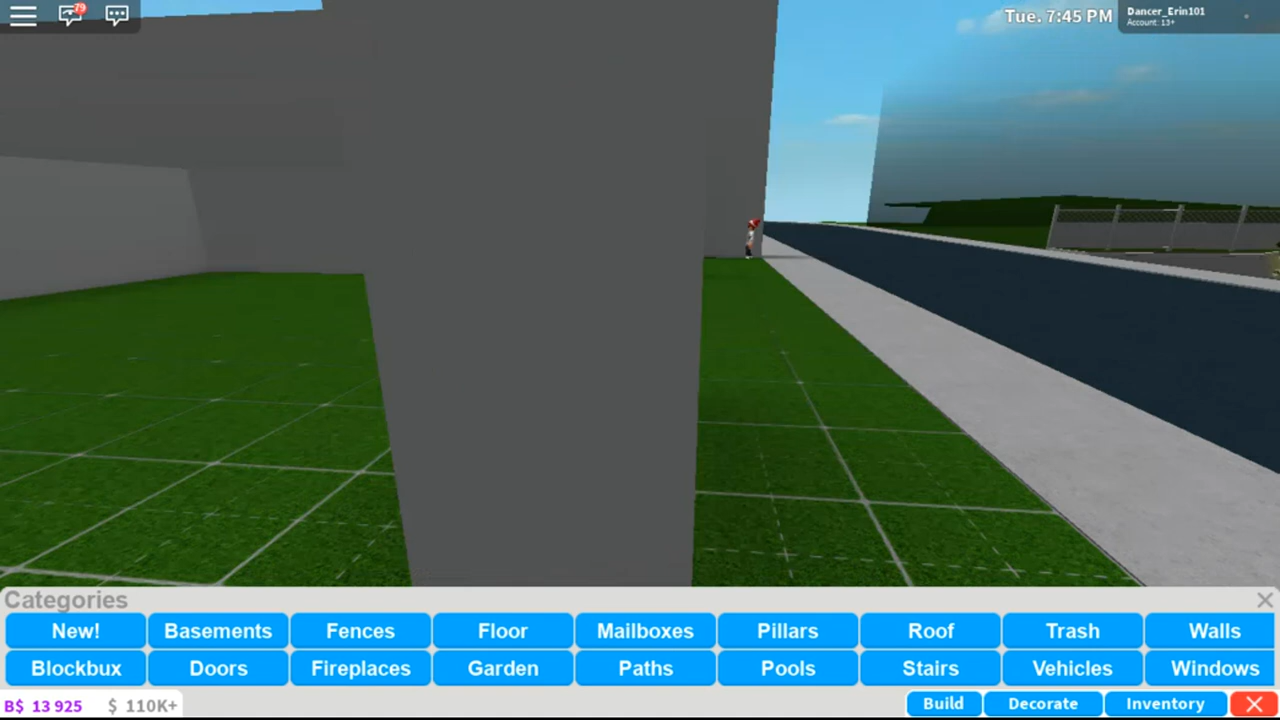 79
Tue. 7:45 PM
Dancer_Erin101
Account: 13+
Categories
New! Basements Fences Floor Mailboxes Pillars Roof Trash Walls
Blockbux Doors Fireplaces Garden Paths Pools Stairs Vehicles Windows
B$ 13 925 $ 110K+ Build Decorate Inventory